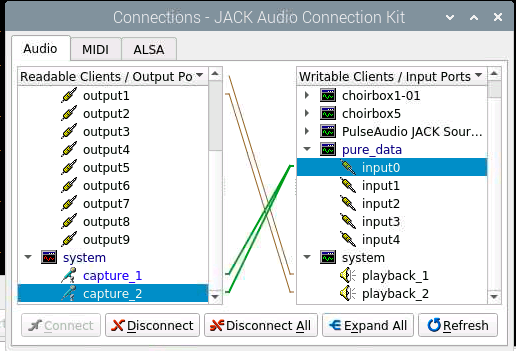 Connections - JACK Audio Connection Kit
Audio
MIDI
ALSA
Readable Clients / Output Po
output1
output2
output3
output4
output5
output6
output7
output8
output9
system
capture_1
capture_2
Writable Clients / Input Ports
choirbox1-01
choirbox5
PulseAudio JACK Sour...
pure_data
input0
input1
input2
input3
input4
system
playback_1
playback_2
Connect
Disconnect
Disconnect All
Expand All
Refresh